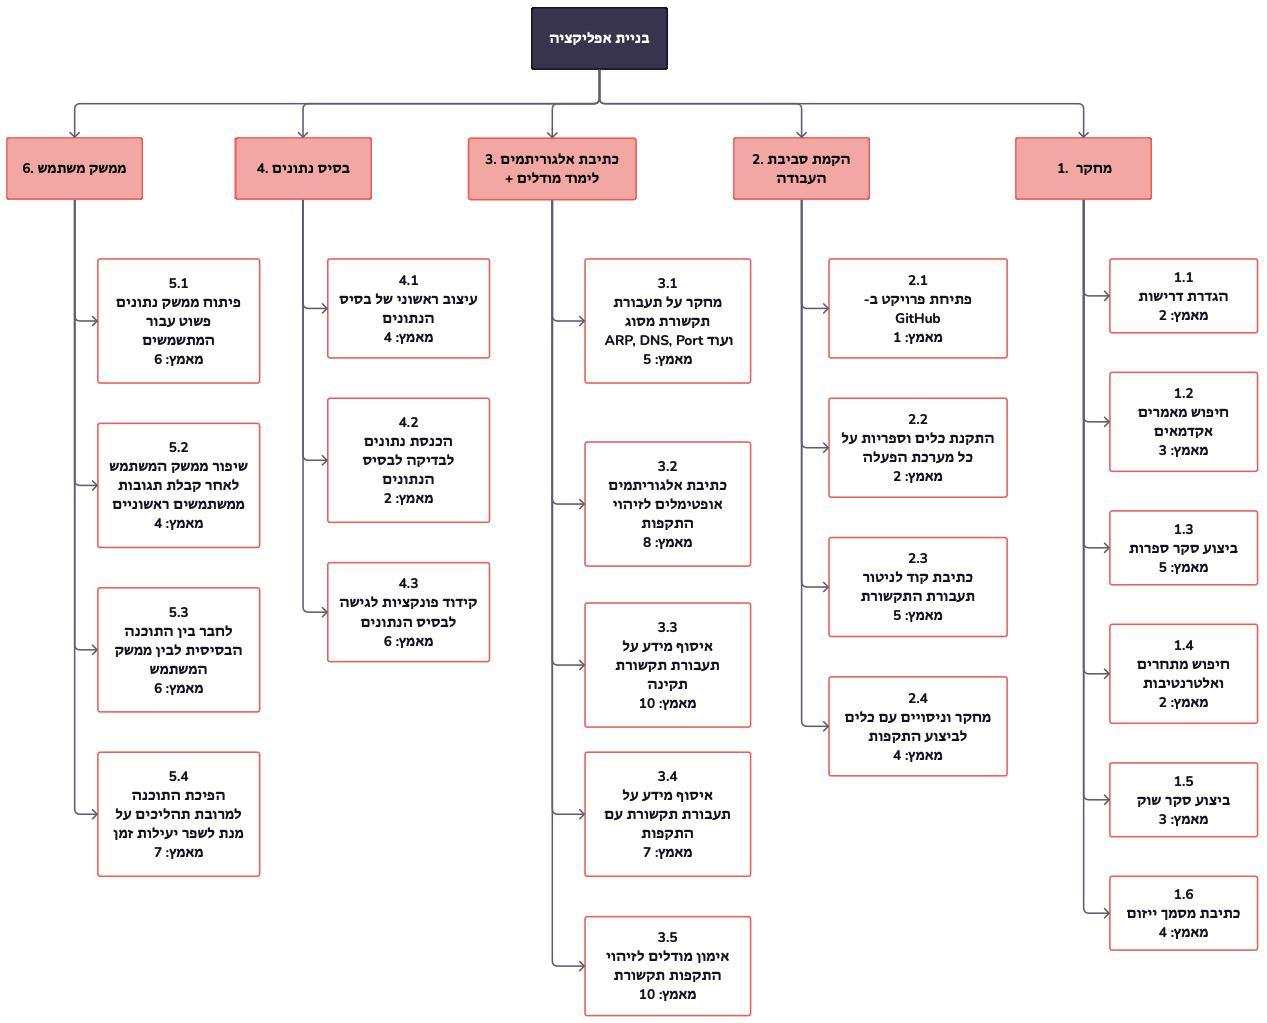 בניית אפליקציה
1. מחקר
1.1
הגדרת דרישות
מאמץ: 2
1.2
חיפוש מאמרים
אקדמאים
מאמץ: 3
1.3
ביצוע סקר ספרות
מאמץ: 5
1.4
חיפוש מתחרים
ואלטרנטיבות
מאמץ: 2
1.5
ביצוע סקר שוק
מאמץ: 3
1.6
כתיבת מסמך ייזום
מאמץ: 4
2. הקמת סביבת
העבודה
2.1
פתיחת פרויקט ב-
GitHub
מאמץ: 1
2.2
התקנת כלים וספריות על
כל מערכת הפעלה
מאמץ: 2
2.3
כתיבת קוד לניטור
תעבורת התקשורת
מאמץ: 5
2.4
מחקר וניסויים עם כלים
לביצוע התקפות
מאמץ: 4
3. כתיבת אלגוריתמים
+ לימוד מודלים
3.1
מחקר על תעבורת
תקשורת מסוג
ARP, DNS, Port ועוד
מאמץ: 5
3.2
כתיבת אלגוריתמים
אופטימלים לזיהוי
התקפות
מאמץ: 8
3.3
איסוף מידע על
תעבורת תקשורת
תקינה
מאמץ: 10
3.4
איסוף מידע על
תעבורת תקשורת עם
התקפות
מאמץ: 7
3.5
אימון מודלים לזיהוי
התקפות תקשורת
מאמץ: 10
4. בסיס נתונים
4.1
עיצוב ראשוני של בסיס
הנתונים
מאמץ: 4
4.2
הכנסת נתונים
לבדיקה לבסיס
הנתונים
מאמץ: 2
4.3
קידוד פונקציות לגישה
לבסיס הנתונים
מאמץ: 6
6. ממשק משתמש
5.1
פיתוח ממשק נתונים
פשוט עבור
המתשמשים
מאמץ: 6
5.2
שיפור ממשק המשתמש
לאחר קבלת תגובות
ממשתמשים ראשוניים
מאמץ: 4
5.3
לחבר בין התוכנה
הבסיסית לבין ממשק
המשתמש
מאמץ: 6
5.4
הפיכת התוכנה
למרובת תהליכים על
מנת לשפר יעילות זמן
מאמץ: 7